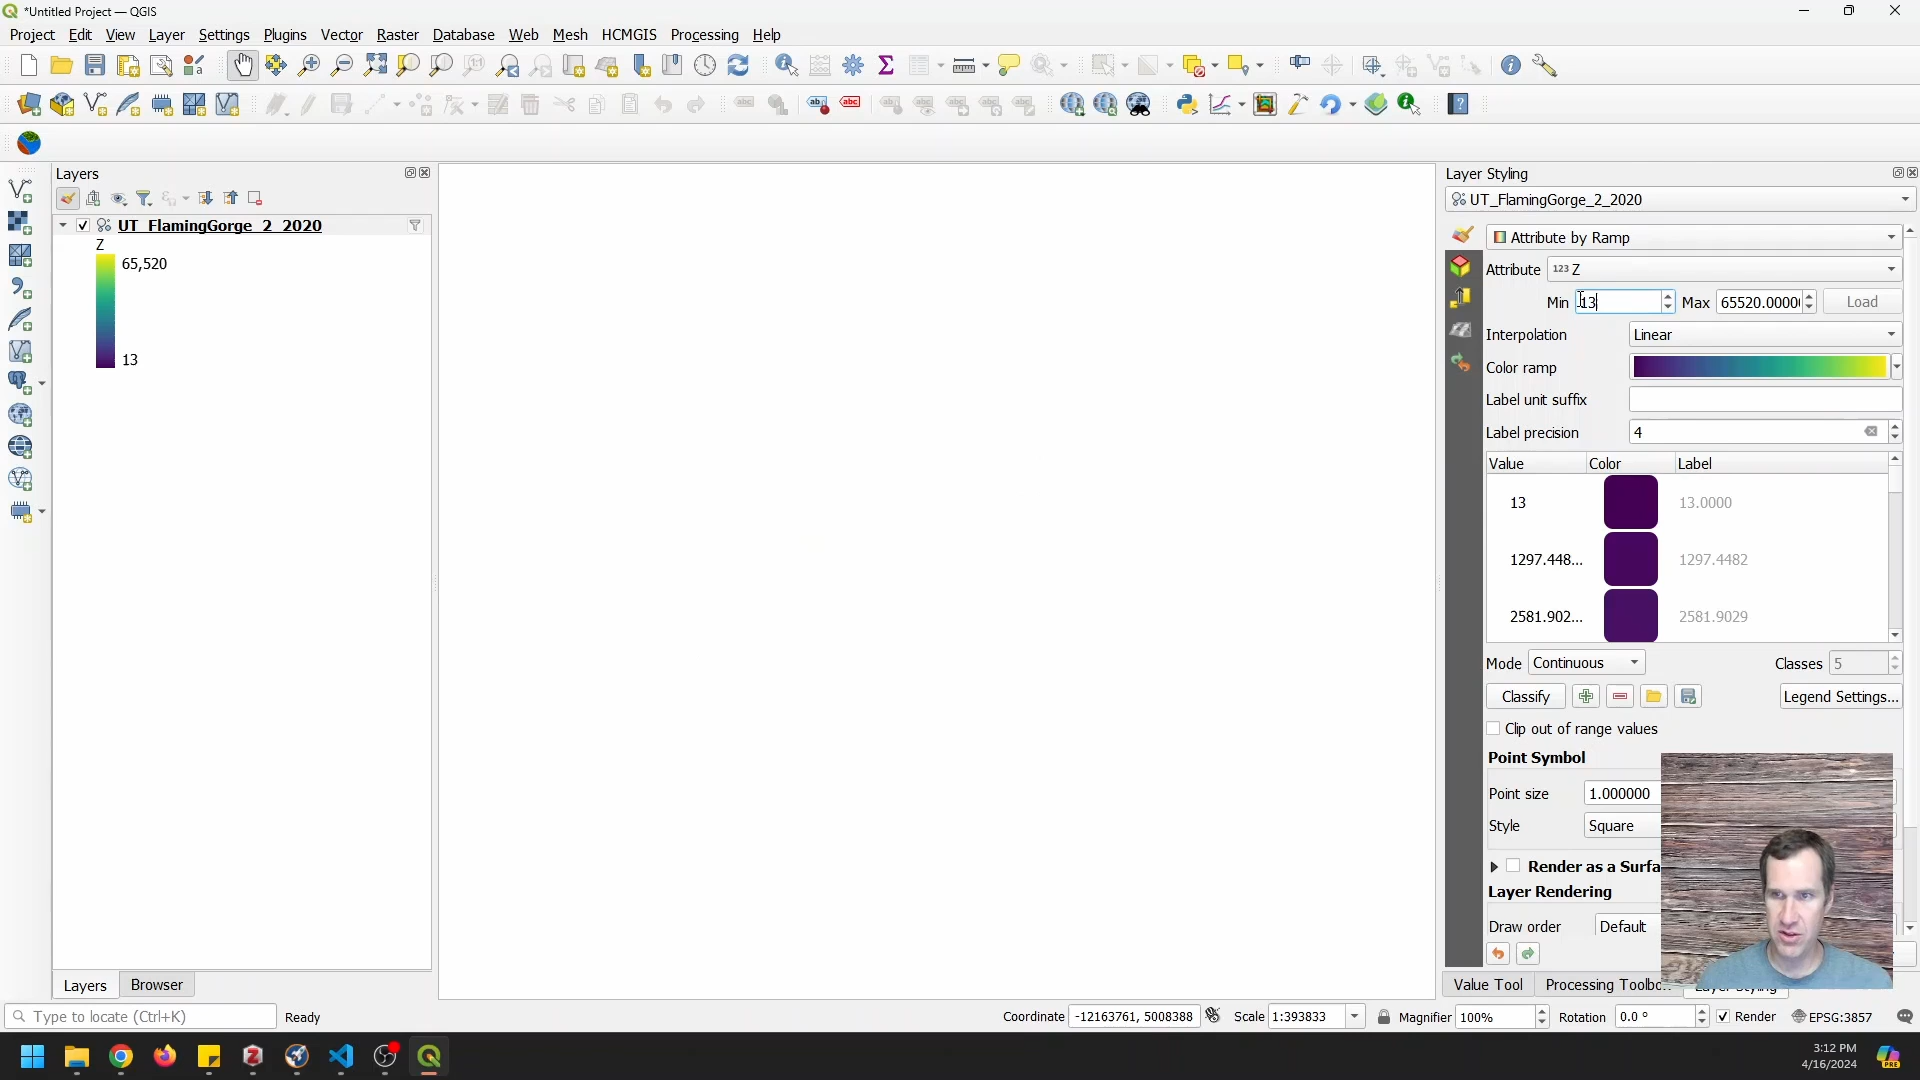 *Untitled Project — QGIS
Project Edit View Layer Settings Plugins Vector Raster Database Web Mesh HCMGIS Processing Help
Layers
UT_FlamingGorge_2_2020
Z
65,520
13
Layer Styling
UT_FlamingGorge_2_2020
Attribute by Ramp
Attribute 123 Z
Min 13 Max 65520.0000 Load
Interpolation Linear
Color ramp
Label unit suffix
Label precision 4
Value Color Label
13 13.0000
1297.448... 1297.4482
2581.902... 2581.9029
Mode Continuous Classes 5
Classify Legend Settings...
Clip out of range values
Point Symbol
Point size 1.000000
Style Square
Render as a Surfa
Layer Rendering
Draw order Default
Layers Browser
Value Tool Processing Toolbo Layer Styling
Type to locate (Ctrl+K) Ready
Coordinate -12163761, 5008388 Scale 1:393833 Magnifier 100% Rotation 0.0 ° Render EPSG:3857
3:12 PM
4/16/2024
PRE